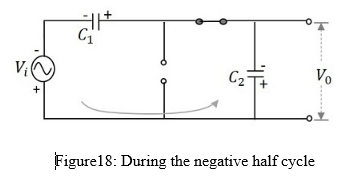 - +
C1
-
Vi
+
C2
-
+
V0
Figure18: During the negative half cycle